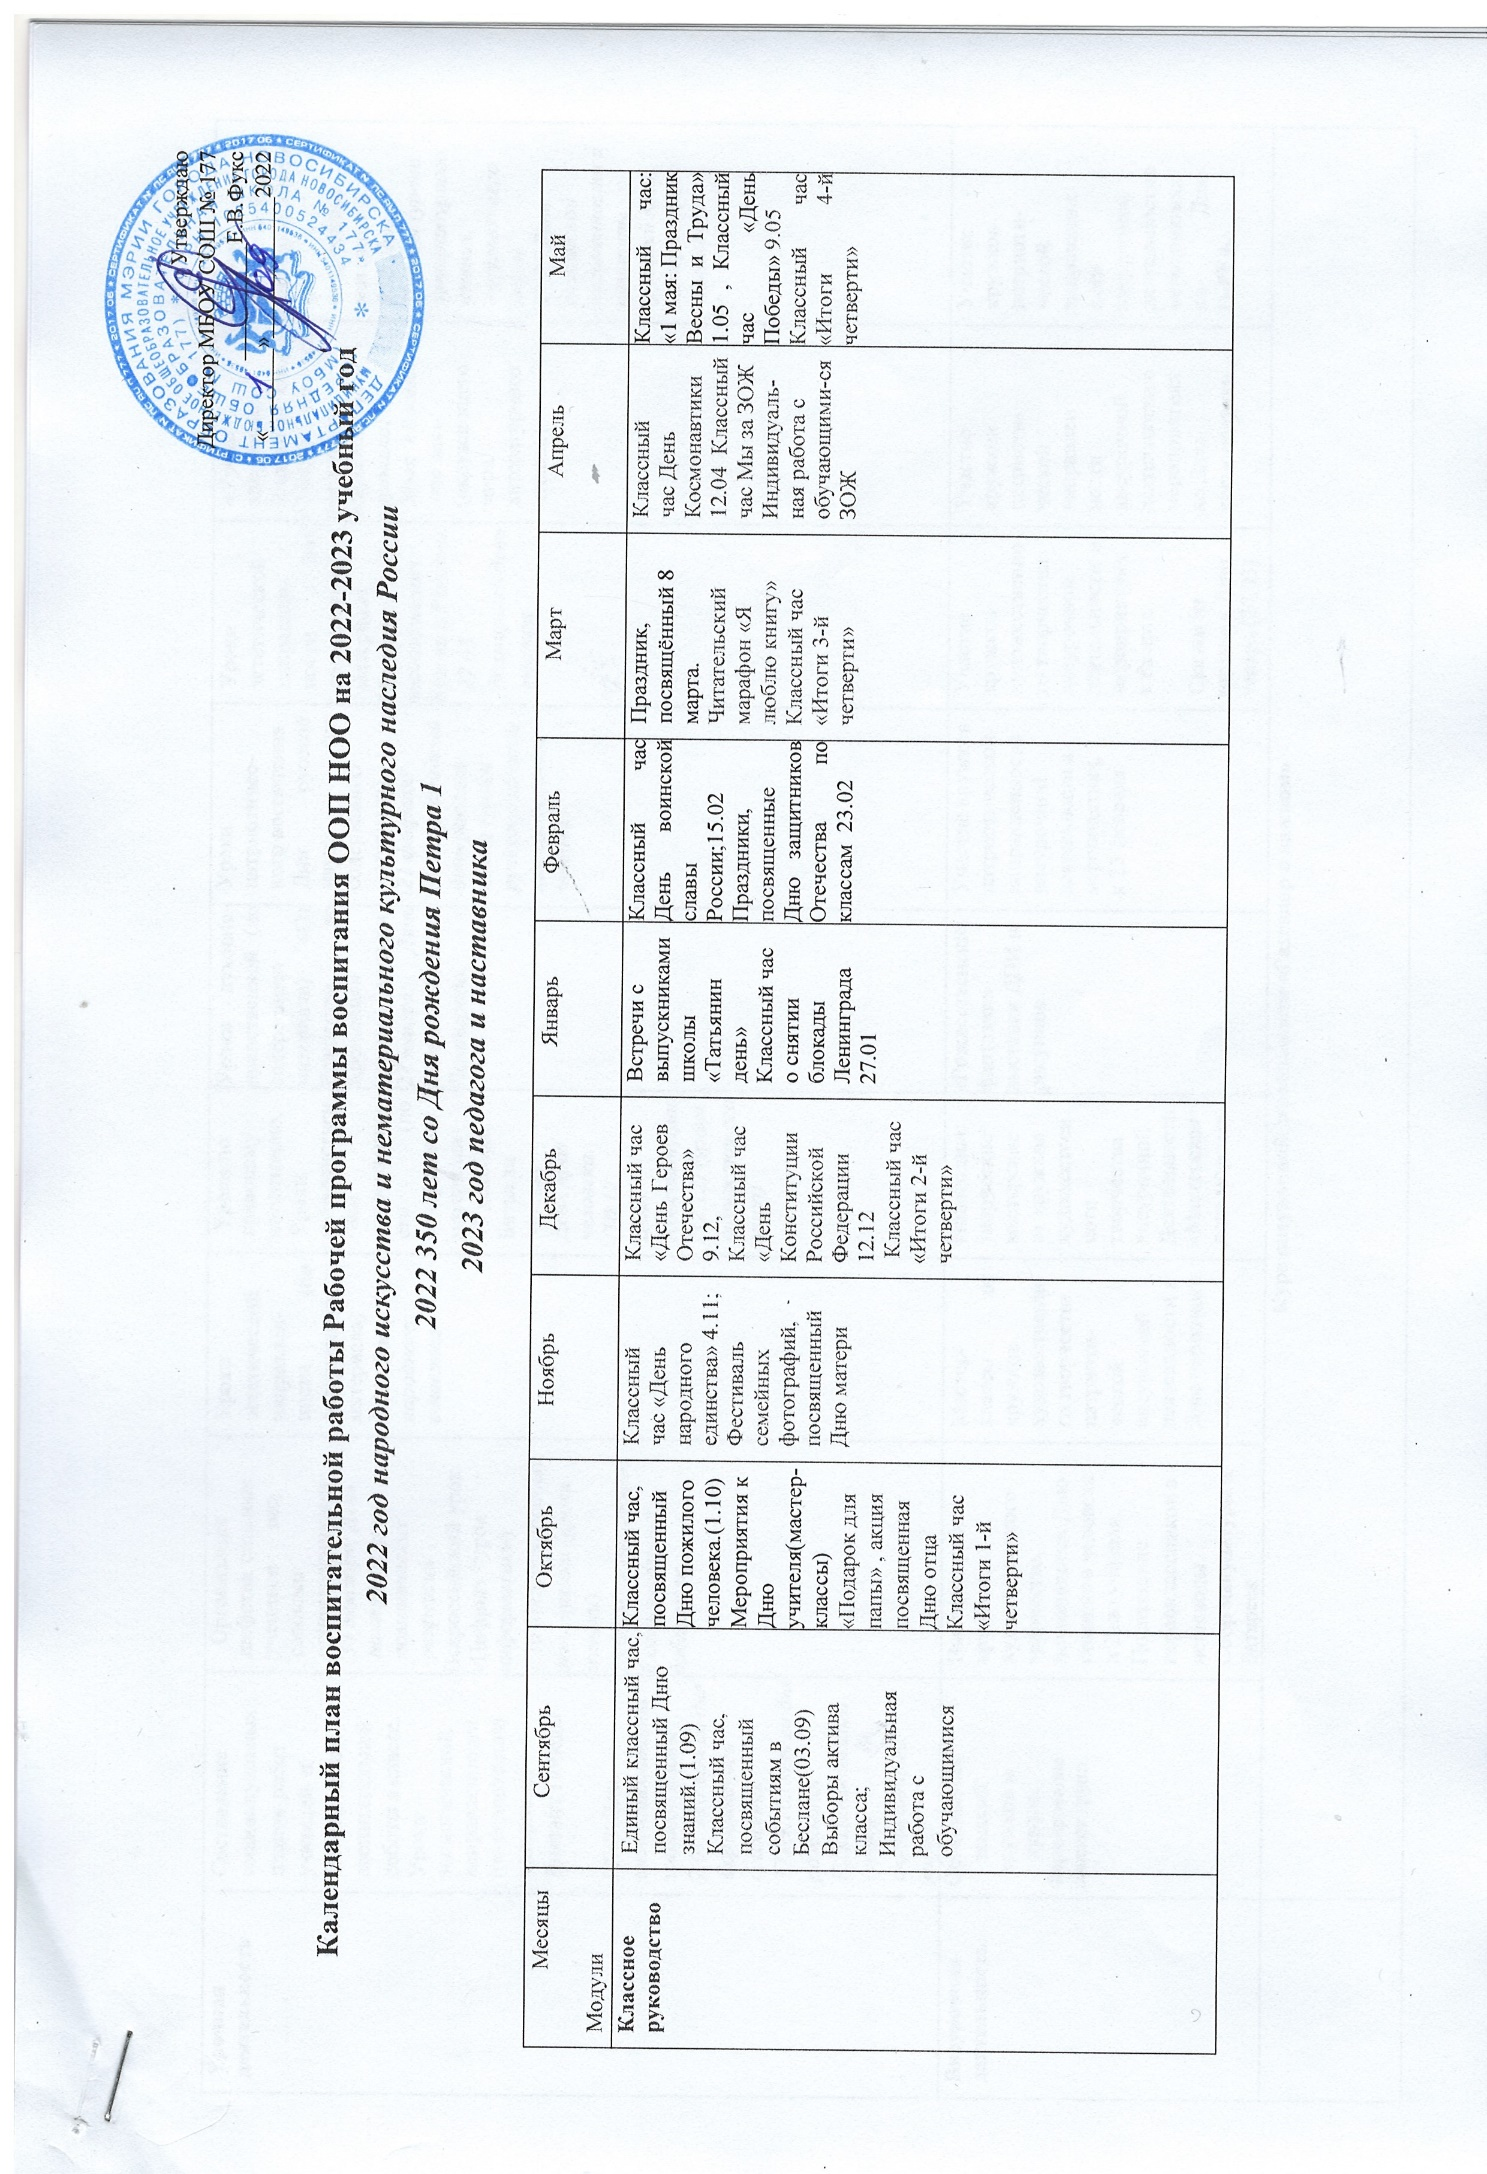 Утверждаю
Директор МБОУ СОШ № 177
Е.В.Фукс
« 1 » 09 2022
Календарный план воспитательной работы Рабочей программы воспитания ООП НОО на 2022-2023 учебный год
2022 год народного искусства и нематериального культурного наследия России
2022 350 лет со Дня рождения Петра 1
2023 год педагога и наставника
Месяцы
Модули
Сентябрь
Октябрь
Ноябрь
Декабрь
Январь
Февраль
Март
Апрель
Май
Классное
руководство
Единый классный час,
посвященный Дню
знаний.(1.09)
Классный час,
посвященный
событиям в
Беслане(03.09)
Выборы актива
класса;
Индивидуальная
работа с
обучающимися
Классный час,
посвященный
Дню пожилого
человека.(1.10)
Мероприятия к
Дню
учителя(мастер-
классы)
«Подарок для
папы» , акция
посвященная
Дню отца
Классный час
«Итоги 1-й
четверти»
Классный
час «День
народного
единства» 4.11;
Фестиваль
семейных
фотографий,
посвященный
Дню матери
Классный час
«День Героев
Отечества»
9.12,
Классный час
«День
Конституции
Российской
Федерации
12.12
Классный час
«Итоги 2-й
четверти»
Встречи с
выпускниками
школы
«Татьянин
день»
Классный час
о снятии
блокады
Ленинграда
27.01
Классный час
День воинской
славы
России;15.02
Праздники,
посвященные
Дню защитников
Отечества по
классам 23.02
Праздник,
посвящённый 8
марта.
Читательский
марафон «Я
люблю книгу»
Классный час
«Итоги 3-й
четверти»
Классный
час День
Космонавтики
12.04 Классный
час Мы за ЗОЖ
Индивидуаль-
ная работа с
обучающими-ся
ЗОЖ
Классный час:
«1 мая: Праздник
Весны и Труда»
1.05 , Классный
час «День
Победы» 9.05
Классный час
«Итоги 4-й
четверти»